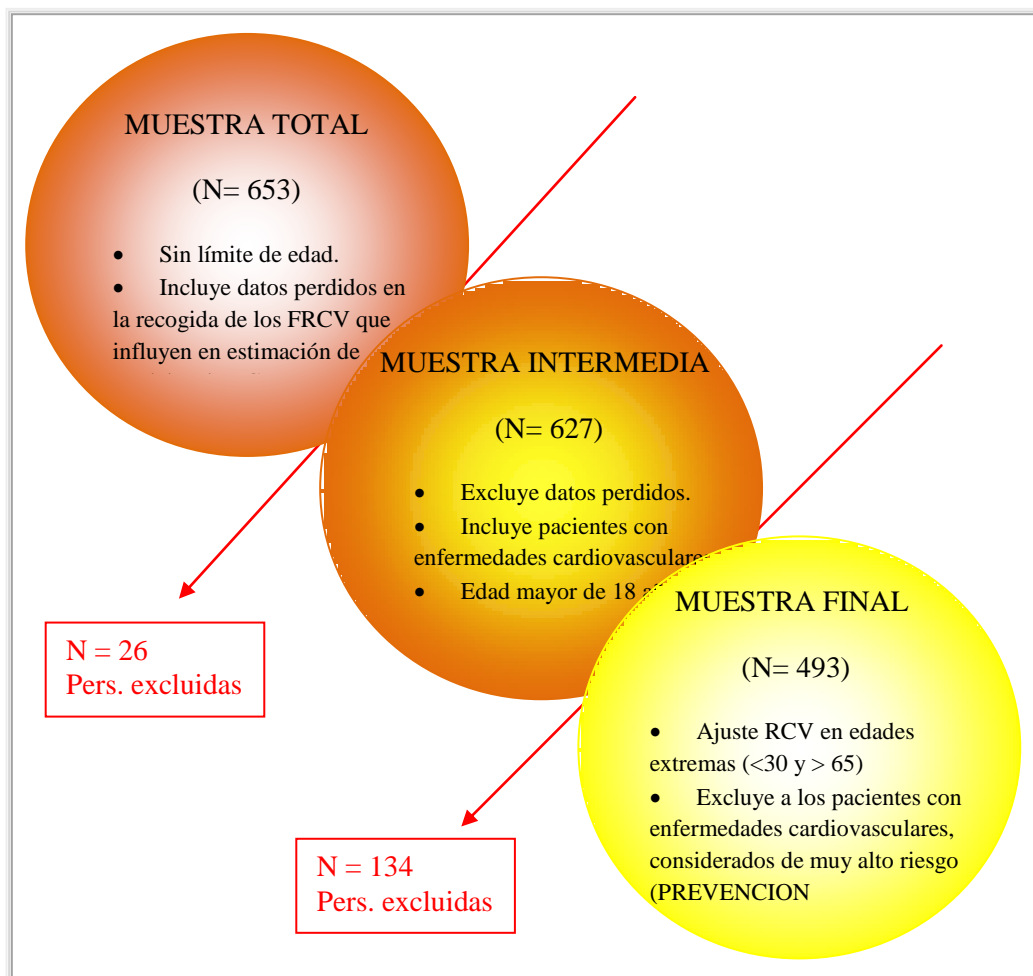 MUESTRA TOTAL
(N= 653)
• Sin límite de edad.
• Incluye datos perdidos en
la recogida de los FRCV que
influyen en estimación de
MUESTRA INTERMEDIA
(N= 627)
• Excluye datos perdidos.
• Incluye pacientes con
enfermedades cardiovasculare
• Edad mayor de 18
MUESTRA FINAL
(N= 493)
• Ajuste RCV en edades
extremas (<30 y > 65)
• Excluye a los pacientes con
enfermedades cardiovasculares,
considerados de muy alto riesgo
(PREVENCION
N = 26
Pers. excluidas
N = 134
Pers. excluidas